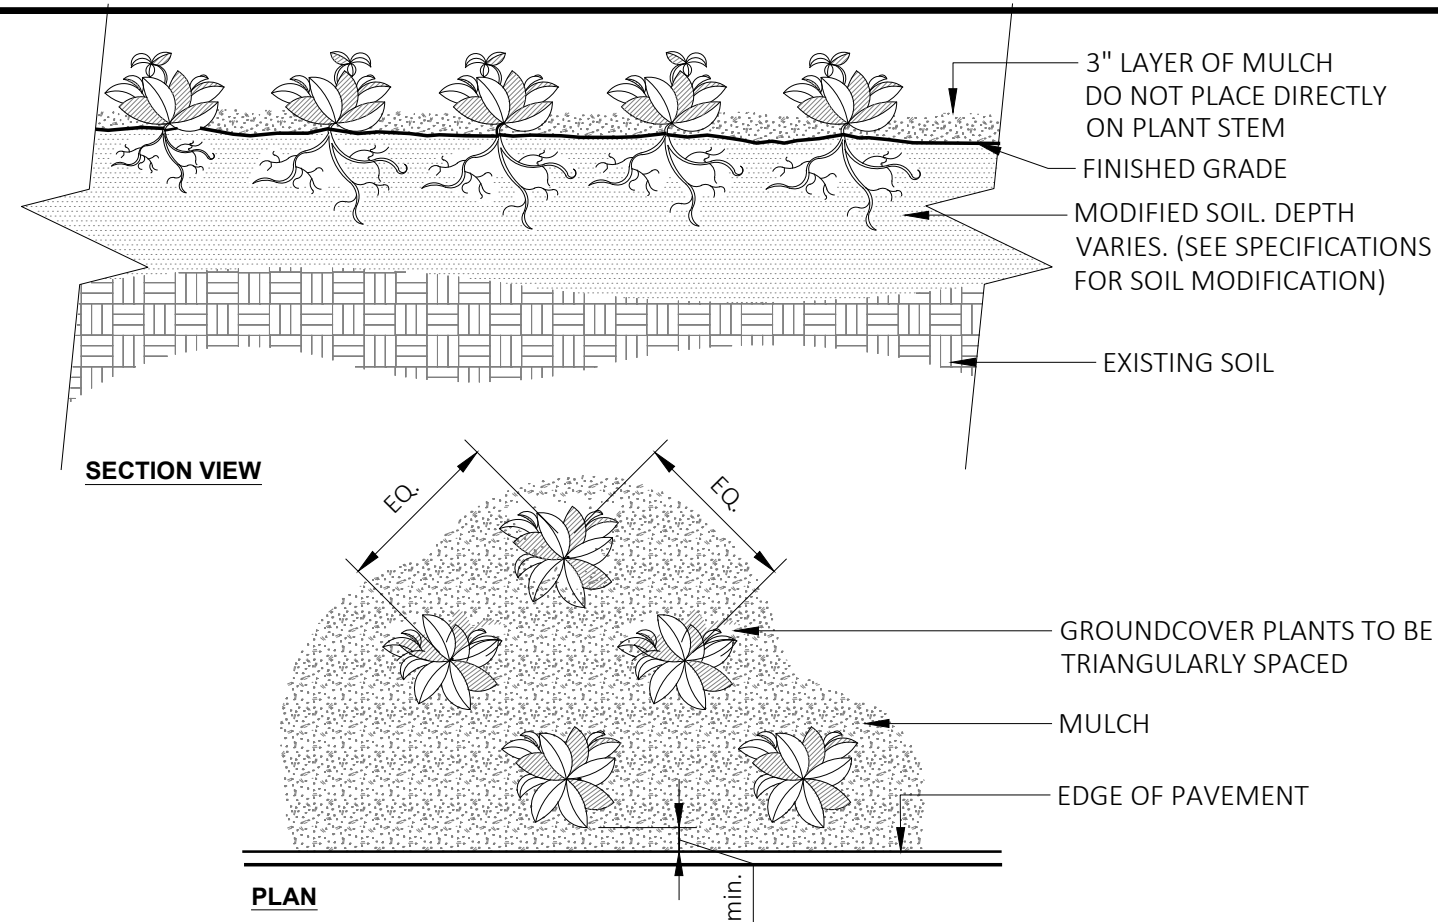 3" LAYER OF MULCH
DO NOT PLACE DIRECTLY
ON PLANT STEM
FINISHED GRADE
MODIFIED SOIL. DEPTH
VARIES. (SEE SPECIFICATIONS
FOR SOIL MODIFICATION)
EXISTING SOIL
SECTION VIEW
EQ.
EQ.
GROUNDCOVER PLANTS TO BE
TRIANGULARLY SPACED
MULCH
EDGE OF PAVEMENT
min.
PLAN